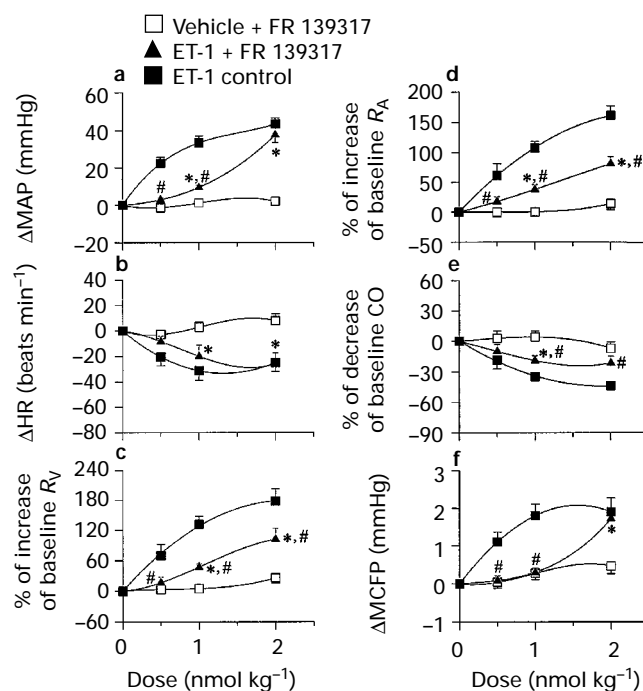 Vehicle + FR 139317
ET-1 + FR 139317
ET-1 control
a
ΔMAP (mmHg)
60
40
20
0
−20
#
*,#
*
b
ΔHR (beats min⁻¹)
40
20
0
−20
−40
−60
−80
*
*
c
% of increase
of baseline RV
240
180
120
60
0
−60
#
*,#
*,#
0 1 2
Dose (nmol kg⁻¹)
d
% of increase
of baseline RA
200
150
100
50
0
−50
#
*,#
*,#
e
% of decrease
of baseline CO
60
30
0
−30
−60
−90
*,#
#
f
ΔMCFP (mmHg)
3
2
1
0
−1
#
#
*
0 1 2
Dose (nmol kg⁻¹)